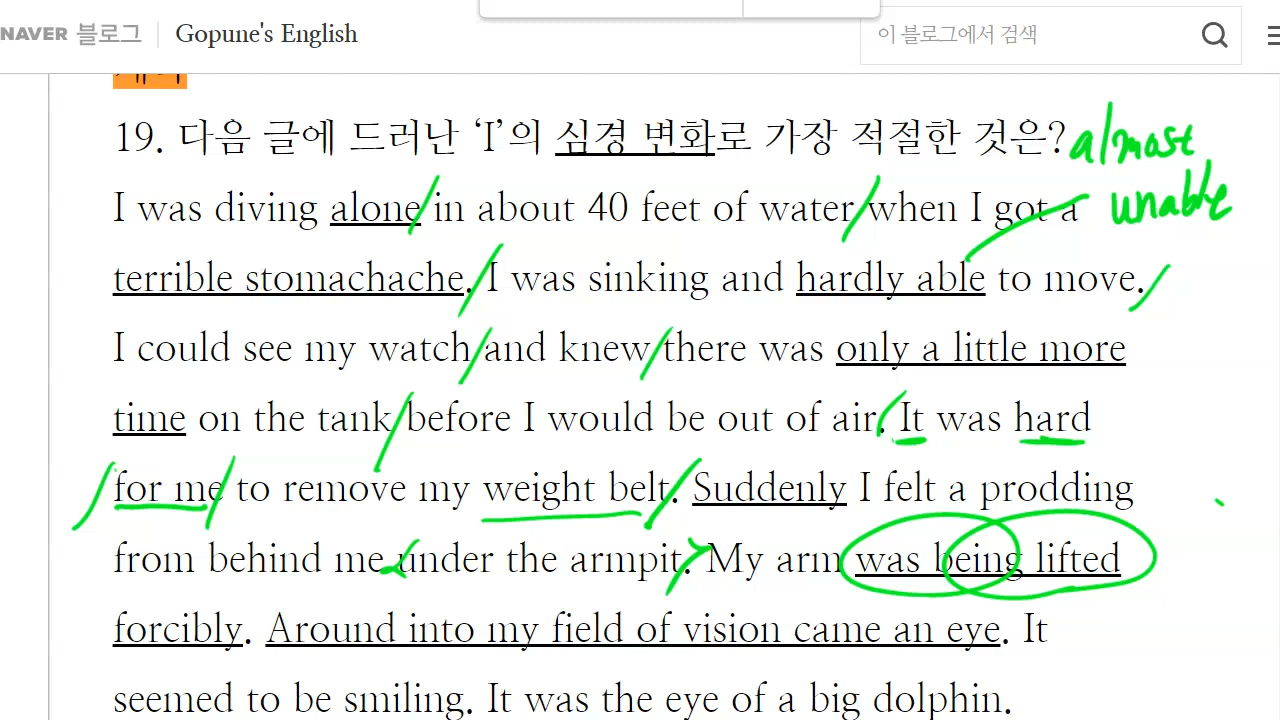 NAVER 블로그 Gopune's English 이 블로그에서 검색
19. 다음 글에 드러난 ‘I’의 심경 변화로 가장 적절한 것은? almost
I was diving alone in about 40 feet of water when I got a unable
terrible stomachache. I was sinking and hardly able to move.
I could see my watch and knew there was only a little more
time on the tank before I would be out of air. It was hard
for me to remove my weight belt. Suddenly I felt a prodding
from behind me under the armpit. My arm was being lifted
forcibly. Around into my field of vision came an eye. It
seemed to be smiling. It was the eye of a big dolphin.